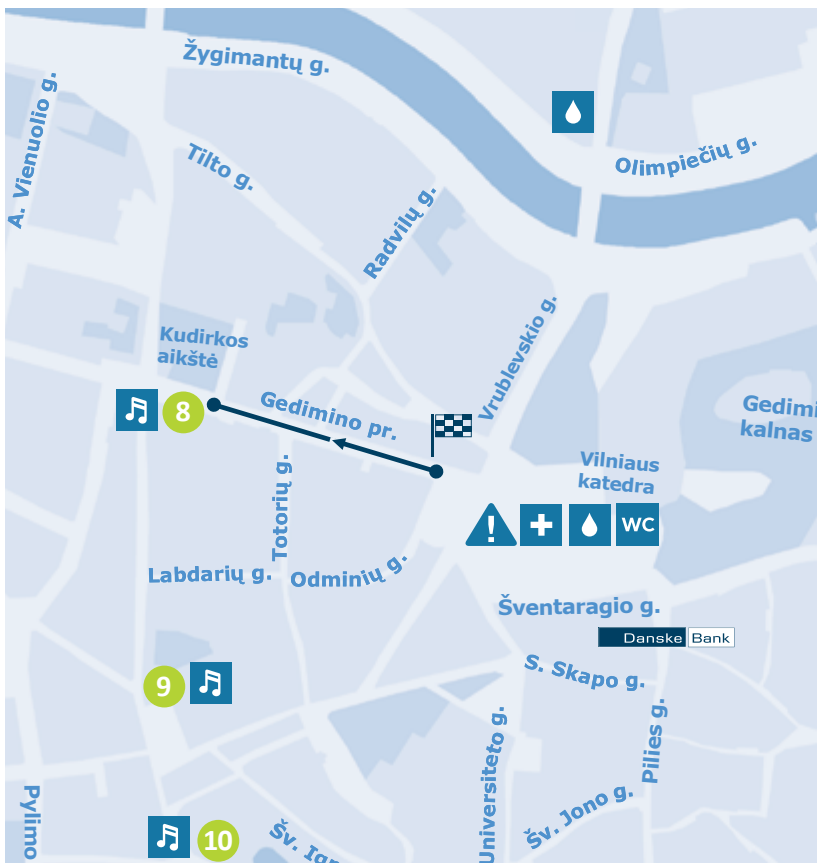 Žygimantų g.
A. Vienuolio g.
Tilto g.
Olimpiečių g.
Radvilų g.
Vrublevskio g.
Kudirkos
aikštė
8
Gedimino pr.
Gedimi
kalnas
Vilniaus
katedra
Totorių g.
! WC
Labdarių g.
Odminių g.
Šventaragio g.
Danske Bank
S. Skapo g.
9
Universiteto g.
Pilies g.
Pylimo
10
Šv. Ign
Šv. Jono g.